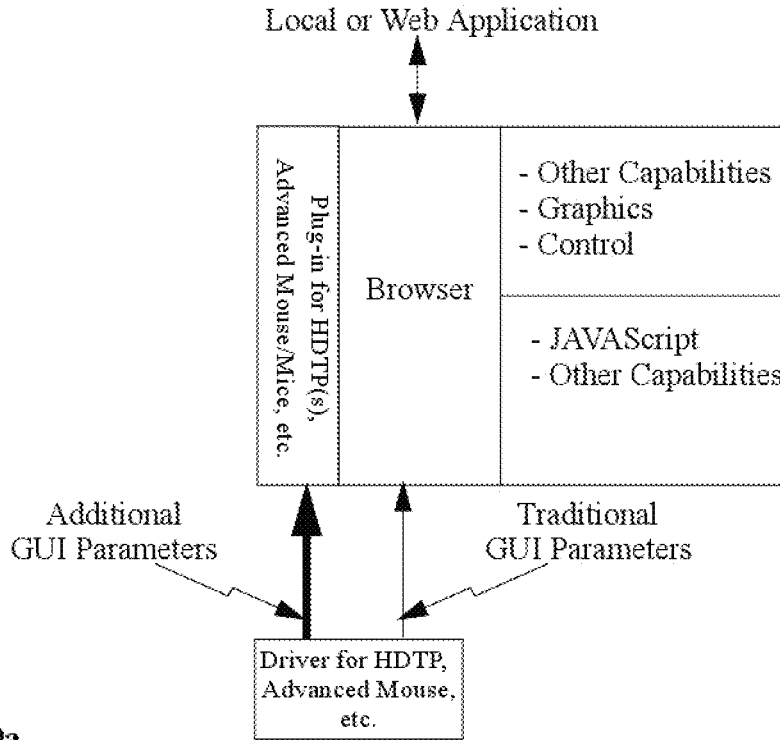 Local or Web Application
Plug-in for HDTP(s),
Advanced Mouse/Mice, etc.
Browser
- Other Capabilities
- Graphics
- Control
- JAVAScript
- Other Capabilities
Additional
GUI Parameters
Traditional
GUI Parameters
Driver for HDTP,
Advanced Mouse,
etc.